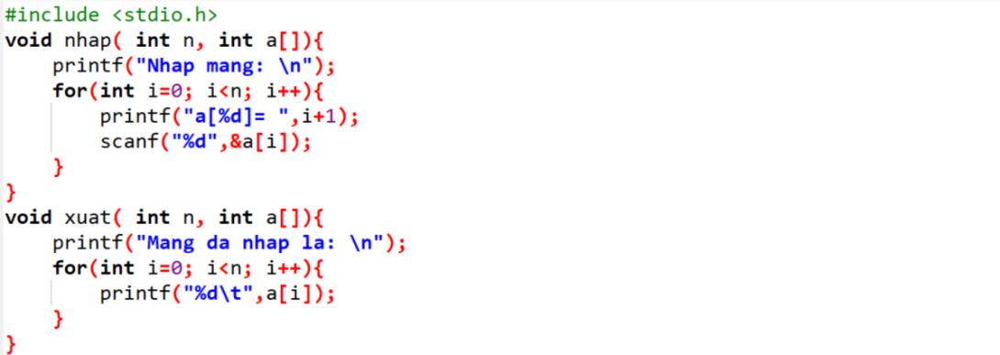 #include <stdio.h>
void nhap( int n, int a[]){
    printf("Nhap mang: \n");
    for(int i=0; i<n; i++){
        printf("a[%d]= ",i+1);
        scanf("%d",&a[i]);
    }
}
void xuat( int n, int a[]){
    printf("Mang da nhap la: \n");
    for(int i=0; i<n; i++){
        printf("%d\t",a[i]);
    }
}